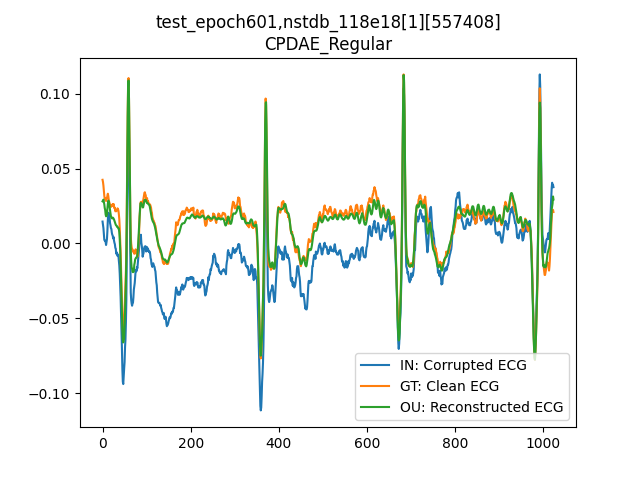 test_epoch601,nstdb_118e18[1][557408]
CPDAE_Regular
0.10
0.05
0.00
−0.05
−0.10
IN: Corrupted ECG
GT: Clean ECG
OU: Reconstructed ECG
0 200 400 600 800 1000